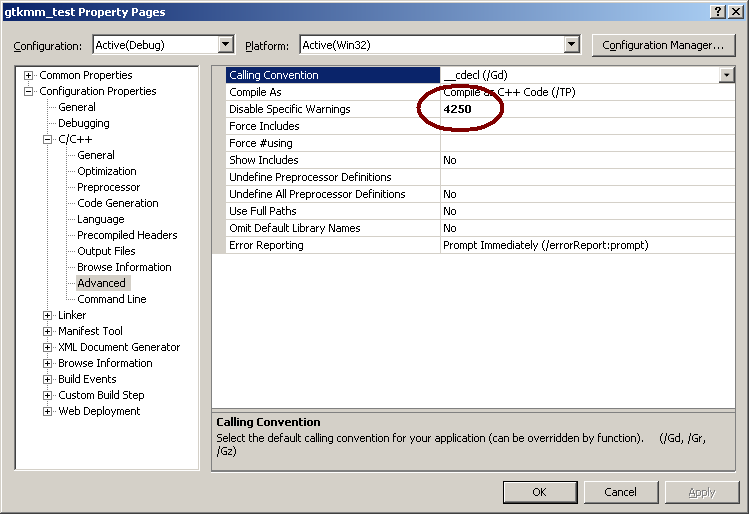 gtkmm_test Property Pages
Configuration: Active(Debug) Platform: Active(Win32) Configuration Manager...
Common Properties
Configuration Properties
General
Debugging
C/C++
General
Optimization
Preprocessor
Code Generation
Language
Precompiled Headers
Output Files
Browse Information
Advanced
Command Line
Linker
Manifest Tool
XML Document Generator
Browse Information
Build Events
Custom Build Step
Web Deployment
Calling Convention __cdecl (/Gd)
Compile As Compile as C++ Code (/TP)
Disable Specific Warnings 4250
Force Includes
Force #using
Show Includes No
Undefine Preprocessor Definitions
Undefine All Preprocessor Definitions No
Use Full Paths No
Omit Default Library Names No
Error Reporting Prompt Immediately (/errorReport:prompt)
Calling Convention
Select the default calling convention for your application (can be overridden by function). (/Gd, /Gr,
/Gz)
OK Cancel Apply